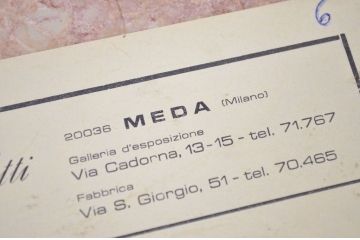 6
20036 MEDA (Milano)
Galleria d'esposizione
Via Cadorna, 13-15 - tel. 71.767
Fabbrica
Via S. Giorgio, 51 - tel. 70.465